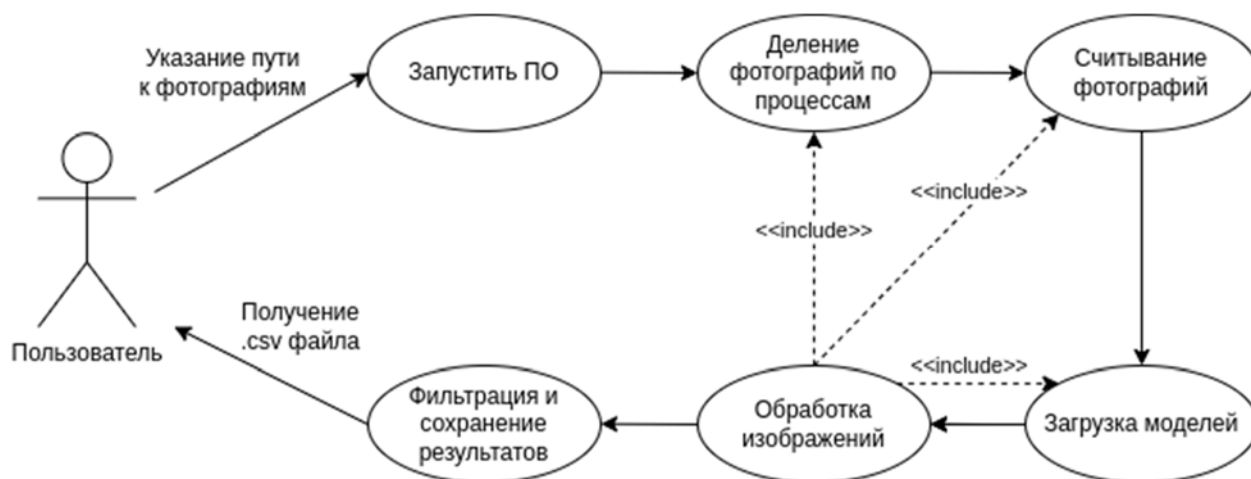 Указание пути
к фотографиям
Запустить ПО
Деление
фотографий по
процессам
Считывание
фотографий
<<include>>
<<include>>
Пользователь
Получение
.csv файла
Фильтрация и
сохранение
результатов
Обработка
изображений
<<include>>
Загрузка моделей